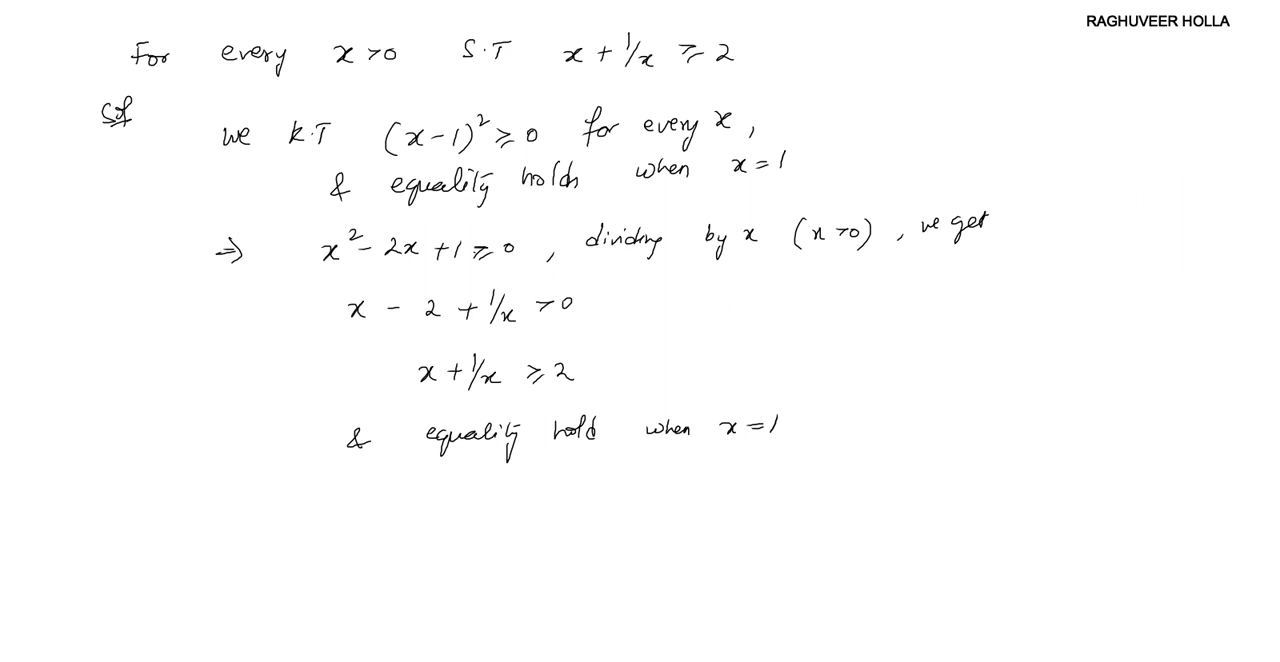 RAGHUVEER HOLLA
For every x > 0 S.T x + 1/x ≥ 2
Sol
we K.T (x-1)² ≥ 0 for every x,
& equality holds when x = 1
⇒ x² - 2x + 1 ≥ 0, dividing by x (x > 0), we get
x - 2 + 1/x > 0
x + 1/x ≥ 2
& equality hold when x = 1